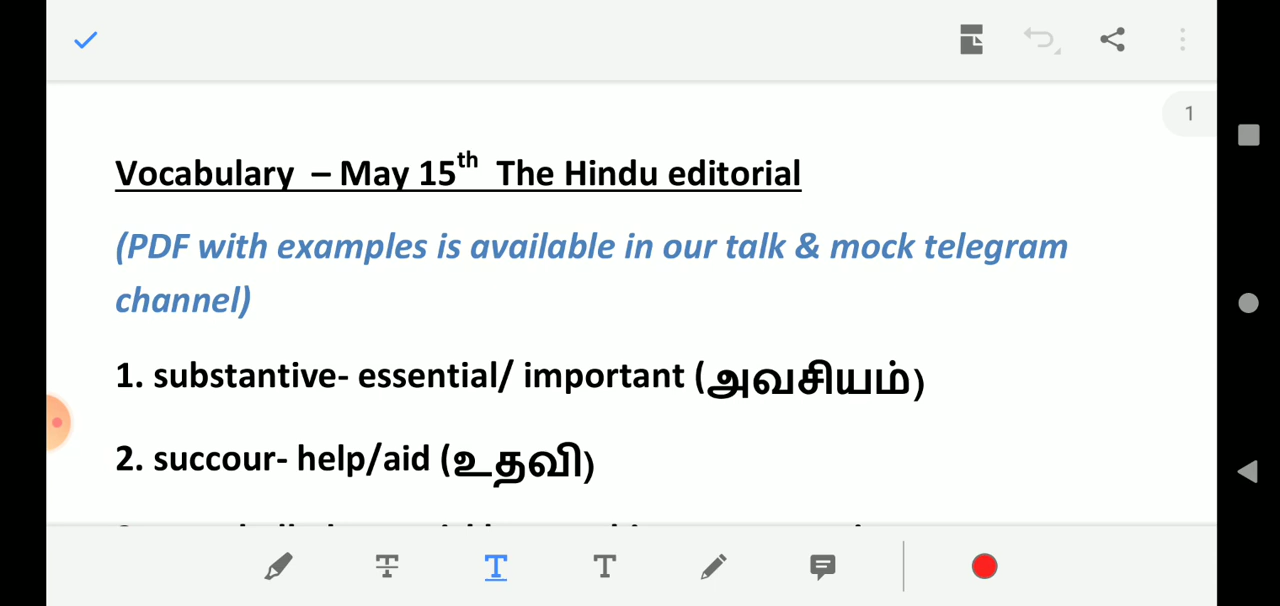 1
Vocabulary – May 15th The Hindu editorial
(PDF with examples is available in our talk & mock telegram
channel)
1. substantive- essential/ important (அவசியம்)
2. succour- help/aid (உதவி)